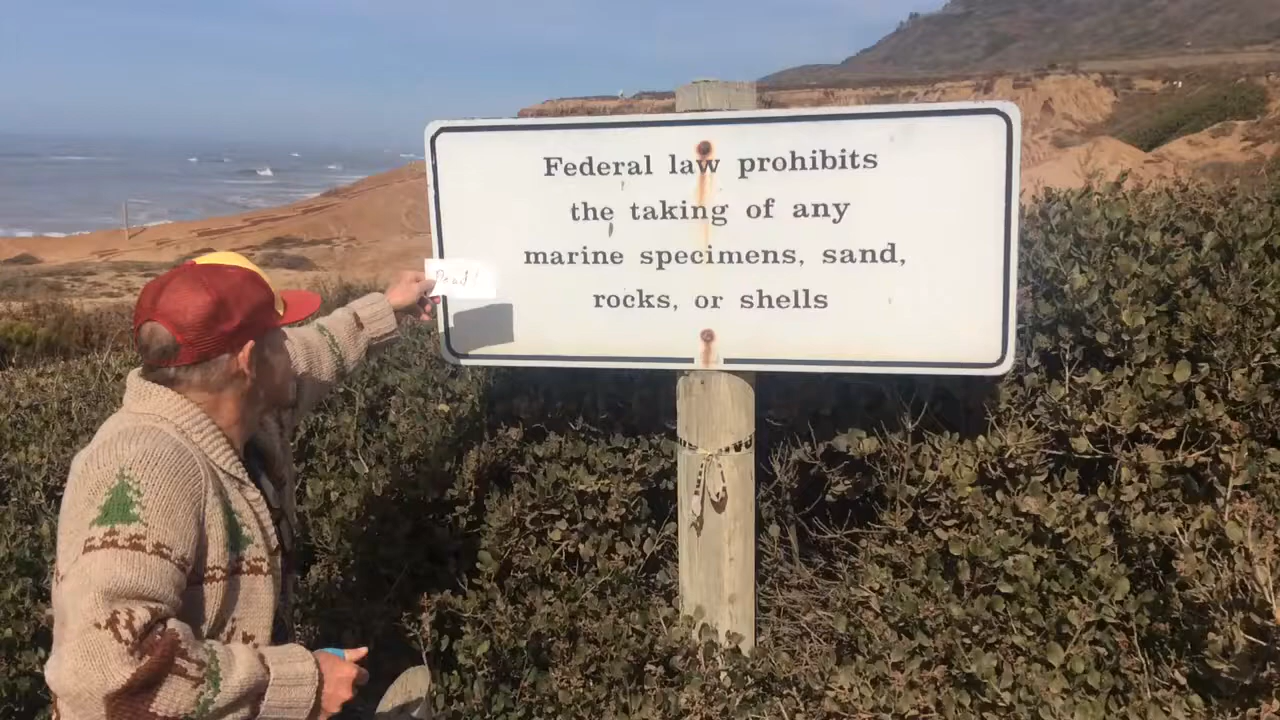 Federal law prohibits
the taking of any
marine specimens, sand,
rocks, or shells